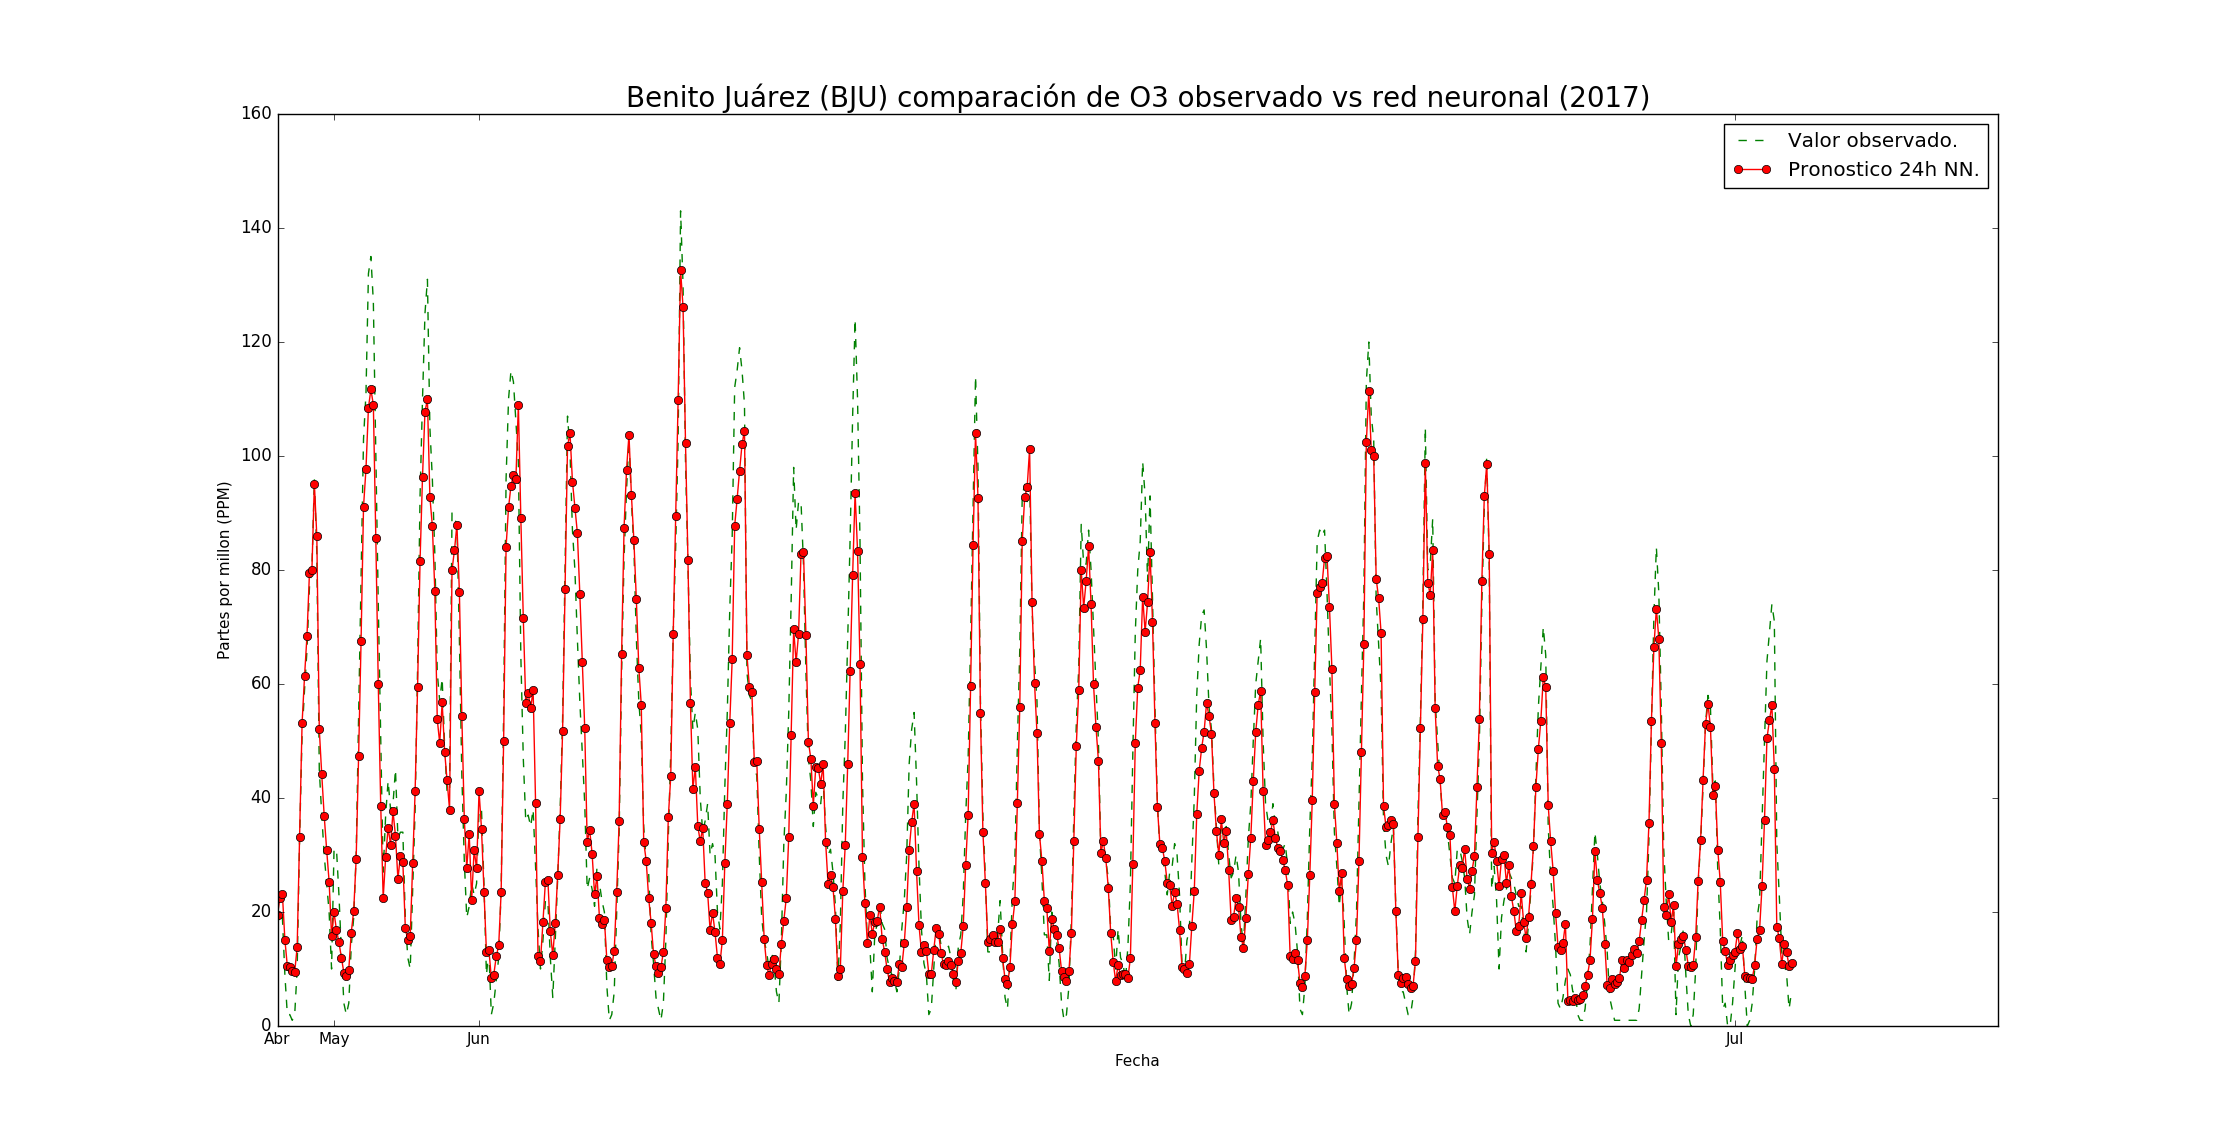 Benito Juárez (BJU) comparación de O3 observado vs red neuronal (2017)
160
140
120
100
80
60
40
20
0
Partes por millon (PPM)
Valor observado.
Pronostico 24h NN.
Abr May Jun Jul
Fecha